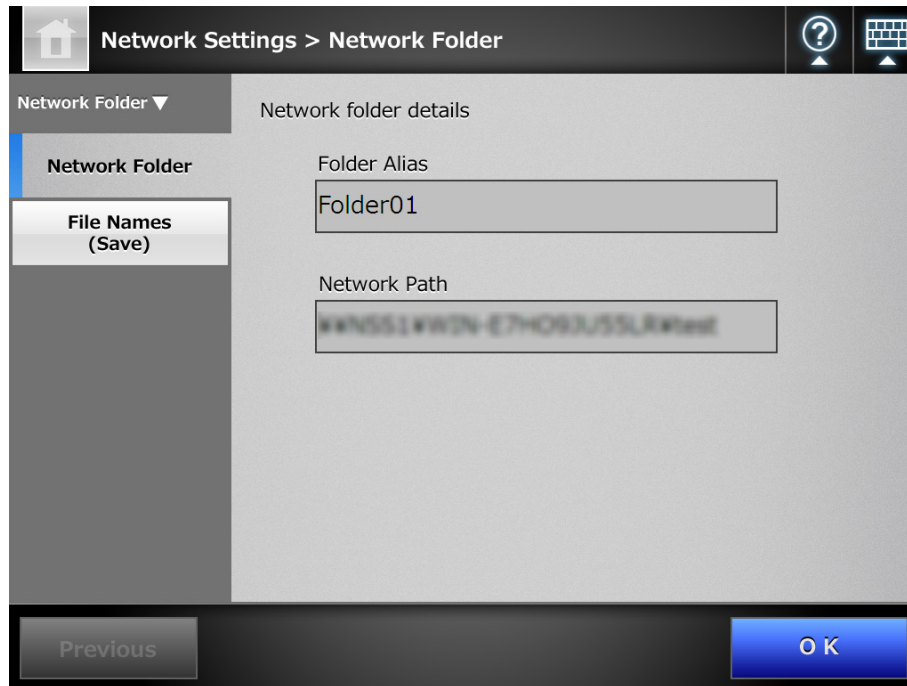 Network Settings > Network Folder
Network Folder ▼
Network Folder
File Names
(Save)
Network folder details
Folder Alias
Folder01
Network Path
Previous
OK